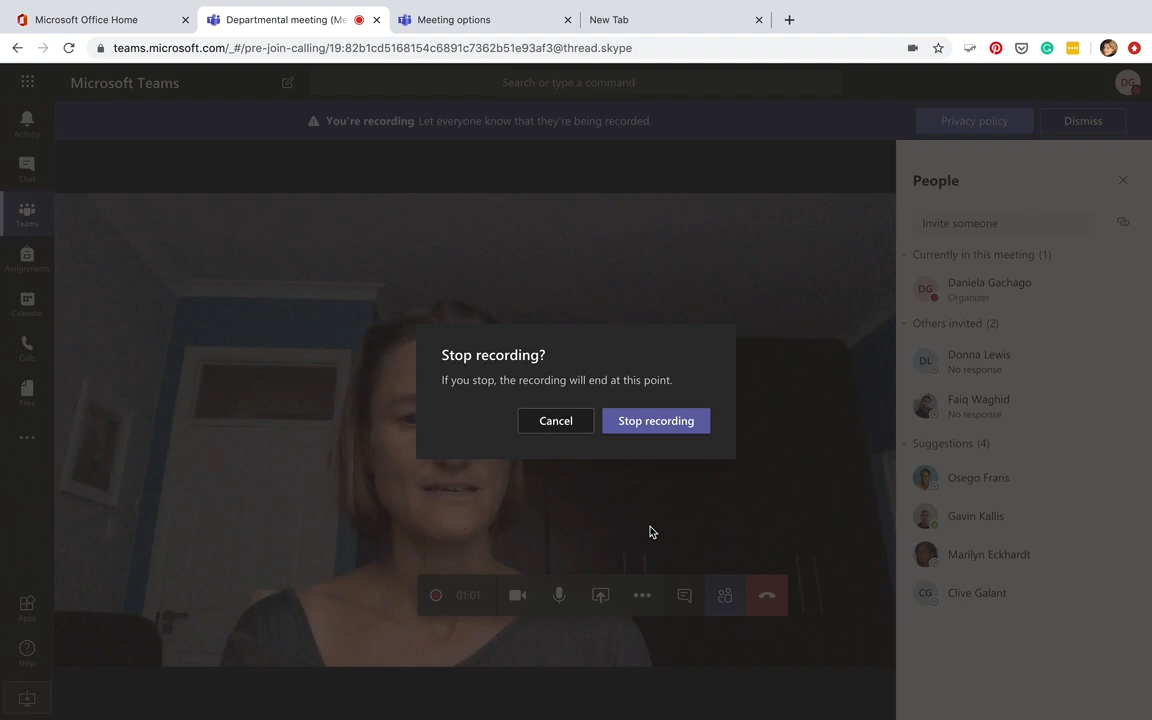 Microsoft Office Home
Departmental meeting (Me
Meeting options
New Tab
teams.microsoft.com/_#/pre-join-calling/19:82b1cd5168154c6891c7362b51e93af3@thread.skype
Microsoft Teams
Search or type a command
DG
You're recording Let everyone know that they're being recorded.
Privacy policy
Dismiss
Activity
Chat
Teams
Assignments
Calendar
Calls
Files
Apps
Help
People
Invite someone
Currently in this meeting (1)
DG
Daniela Gachago
Organizer
Others invited (2)
DL
Donna Lewis
No response
Faiq Waghid
No response
Suggestions (4)
Osego Frans
Gavin Kallis
Marilyn Eckhardt
CG
Clive Galant
Stop recording?
If you stop, the recording will end at this point.
Cancel
Stop recording
01:01